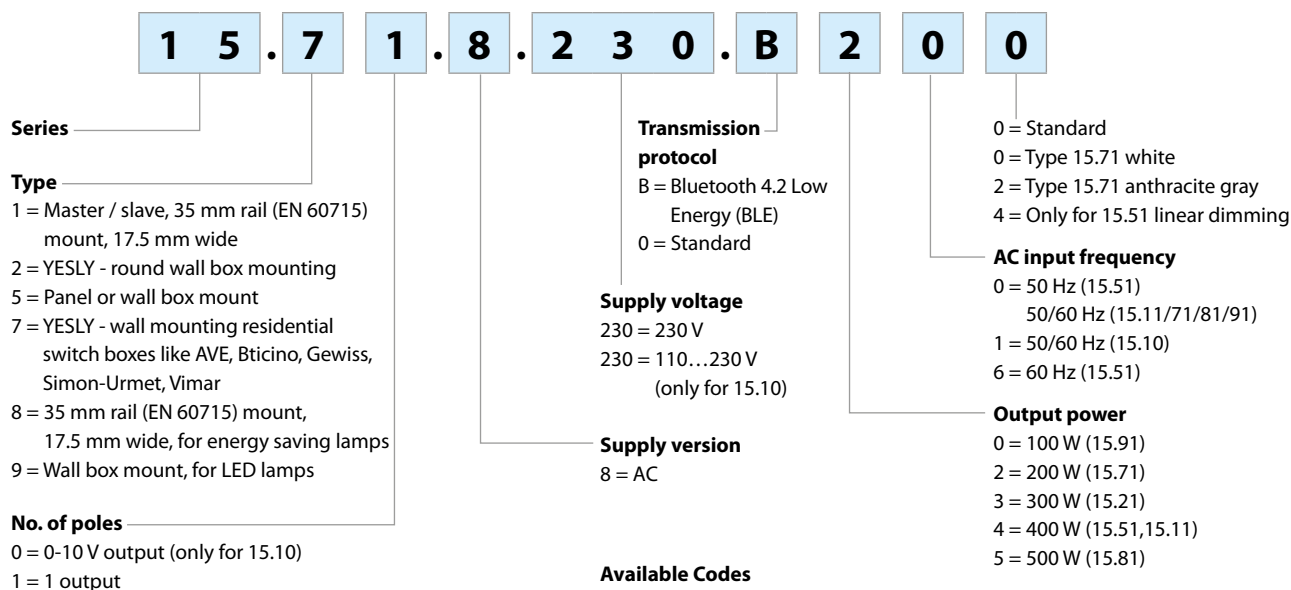 1 5 . 7 1 . 8 . 2 3 0 . B 2 0 0
Series
Type
1 = Master / slave, 35 mm rail (EN 60715)
mount, 17.5 mm wide
2 = YESLY - round wall box mounting
5 = Panel or wall box mount
7 = YESLY - wall mounting residential
switch boxes like AVE, Bticino, Gewiss,
Simon-Urmet, Vimar
8 = 35 mm rail (EN 60715) mount,
17.5 mm wide, for energy saving lamps
9 = Wall box mount, for LED lamps
No. of poles
0 = 0-10 V output (only for 15.10)
1 = 1 output
Transmission
protocol
B = Bluetooth 4.2 Low
Energy (BLE)
0 = Standard
Supply voltage
230 = 230 V
230 = 110…230 V
(only for 15.10)
Supply version
8 = AC
Available Codes
0 = Standard
0 = Type 15.71 white
2 = Type 15.71 anthracite gray
4 = Only for 15.51 linear dimming
AC input frequency
0 = 50 Hz (15.51)
50/60 Hz (15.11/71/81/91)
1 = 50/60 Hz (15.10)
6 = 60 Hz (15.51)
Output power
0 = 100 W (15.91)
2 = 200 W (15.71)
3 = 300 W (15.21)
4 = 400 W (15.51,15.11)
5 = 500 W (15.81)